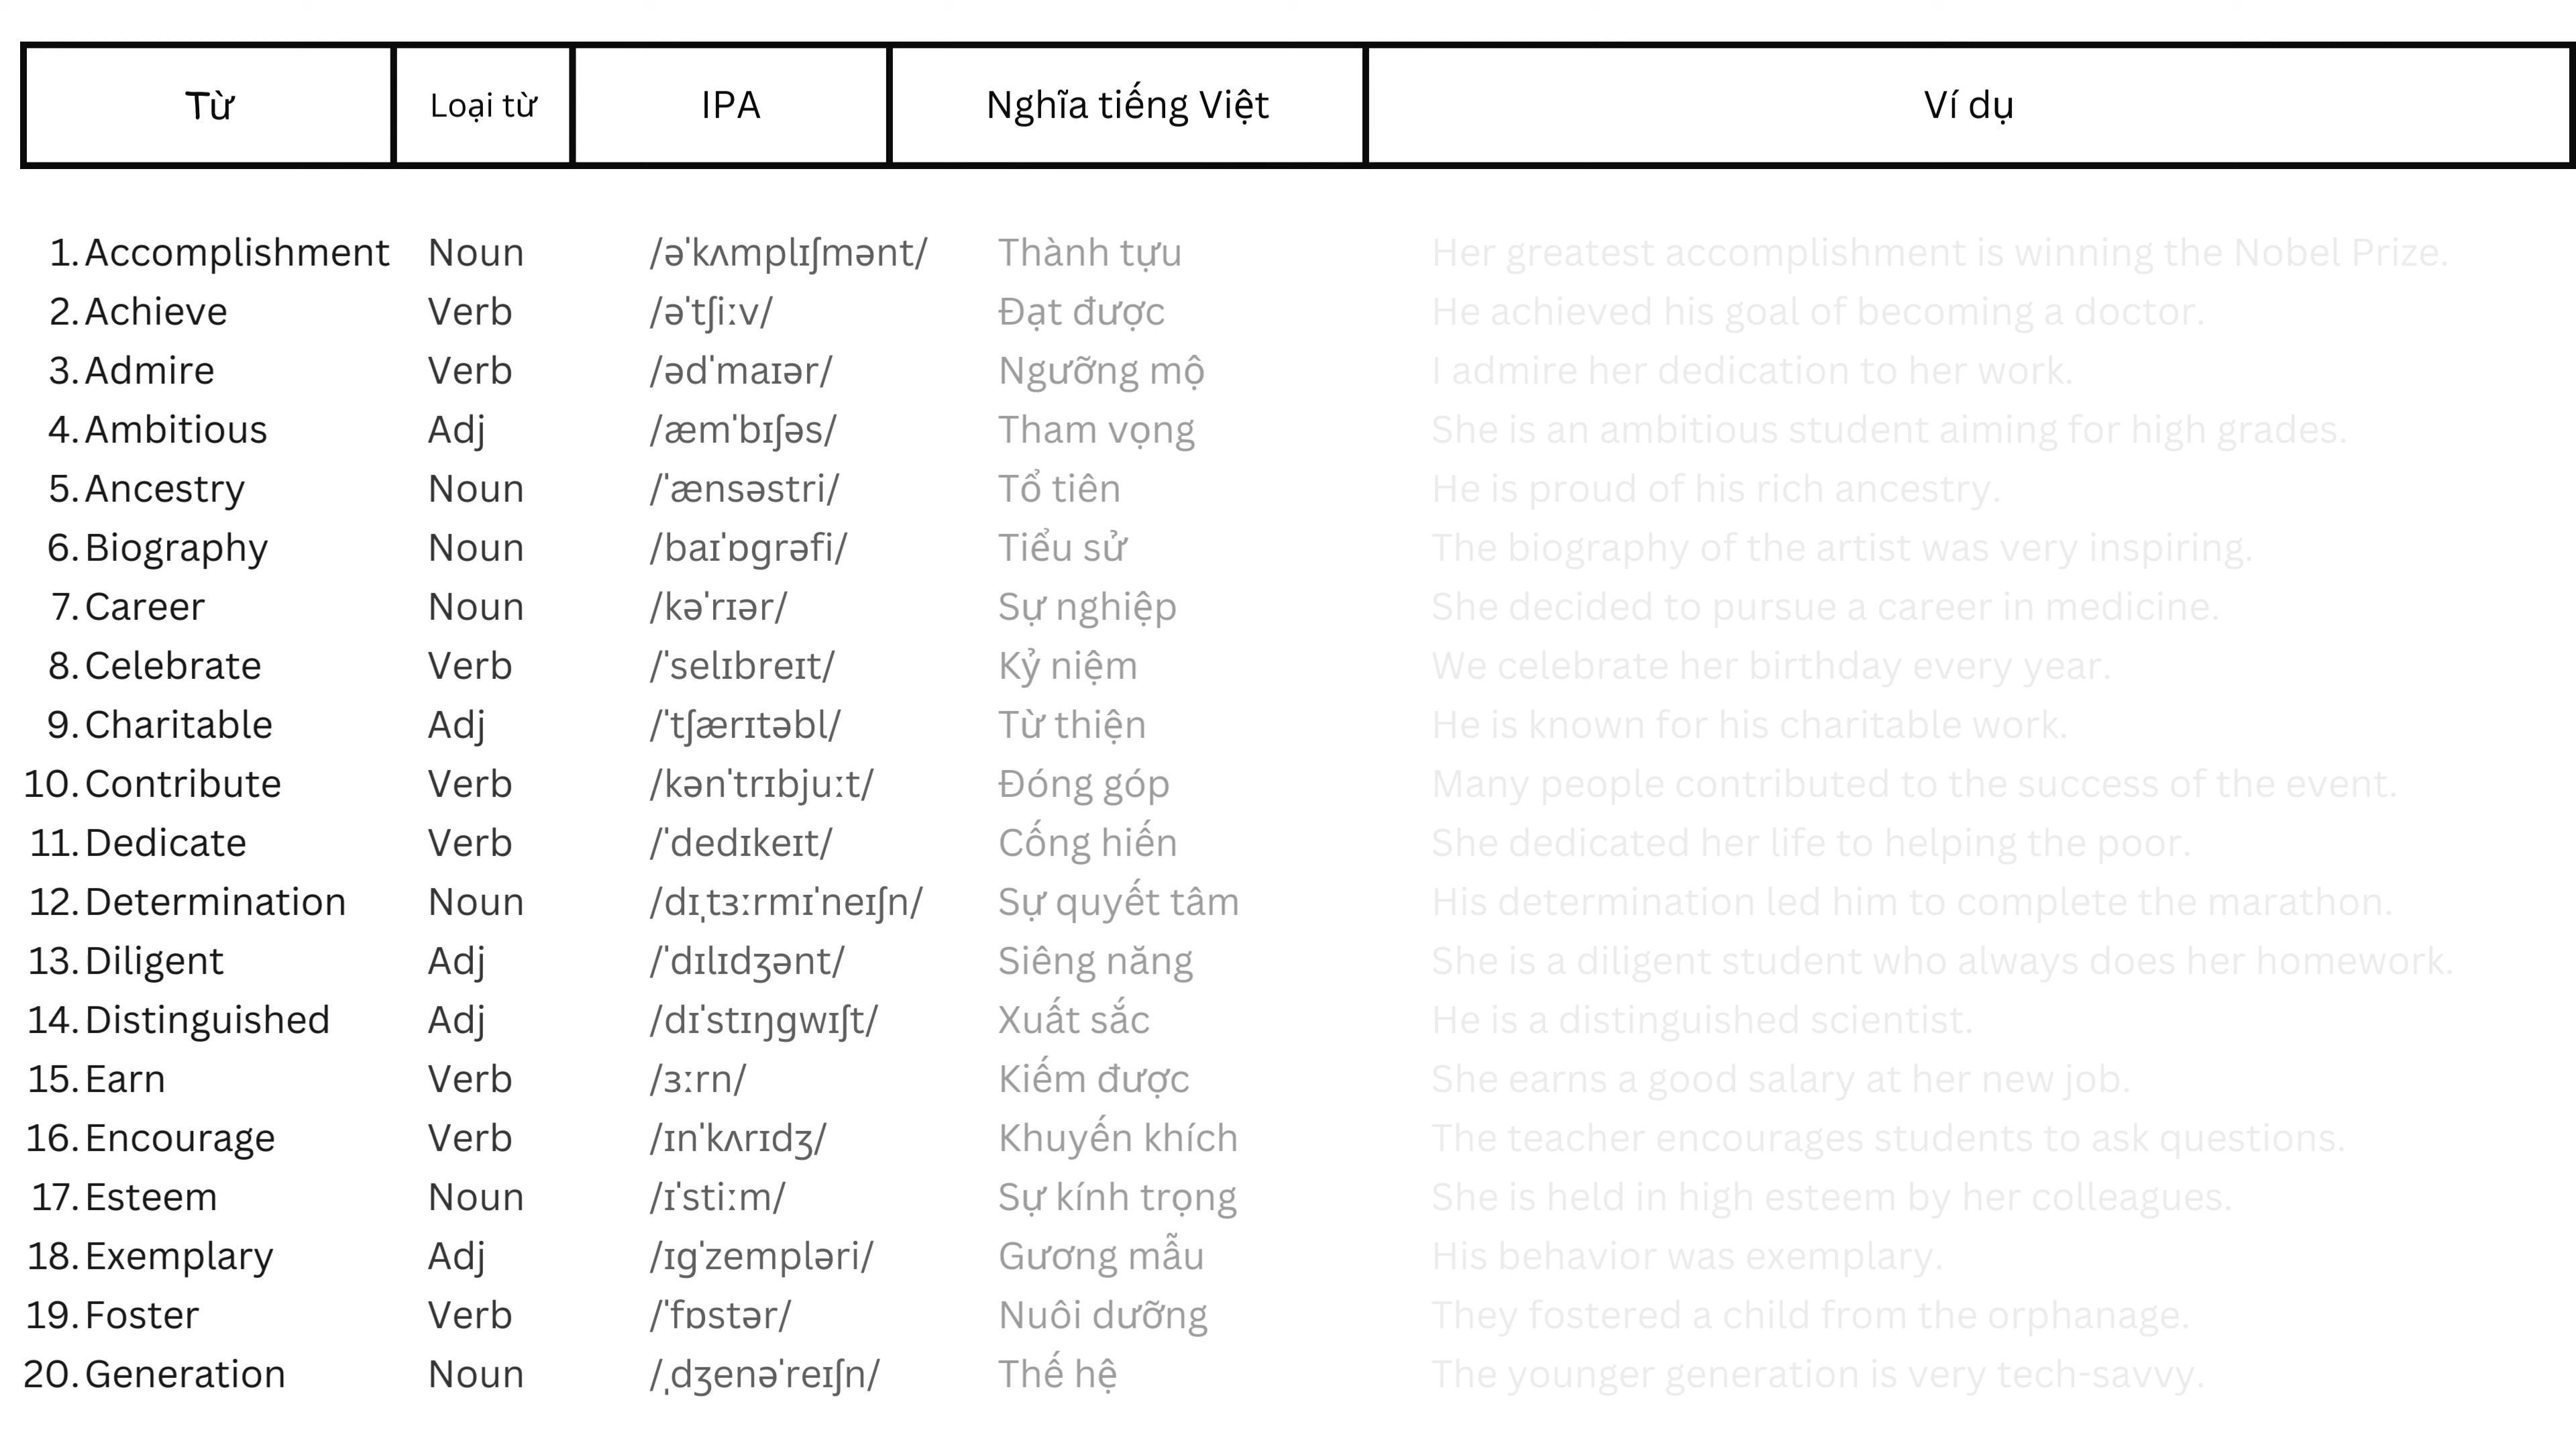 Từ Loại từ IPA Nghĩa tiếng Việt Ví dụ
1. Accomplishment Noun /əˈkʌmplɪʃmənt/ Thành tựu Her greatest accomplishment is winning the Nobel Prize.
2. Achieve Verb /əˈtʃiːv/ Đạt được He achieved his goal of becoming a doctor.
3. Admire Verb /ədˈmaɪər/ Ngưỡng mộ I admire her dedication to her work.
4. Ambitious Adj /æmˈbɪʃəs/ Tham vọng She is an ambitious student aiming for high grades.
5. Ancestry Noun /ˈænsəstri/ Tổ tiên He is proud of his rich ancestry.
6. Biography Noun /baɪˈɒgrəfi/ Tiểu sử The biography of the artist was very inspiring.
7. Career Noun /kəˈrɪər/ Sự nghiệp She decided to pursue a career in medicine.
8. Celebrate Verb /ˈselɪbreɪt/ Kỷ niệm We celebrate her birthday every year.
9. Charitable Adj /ˈtʃærɪtəbl/ Từ thiện He is known for his charitable work.
10. Contribute Verb /kənˈtrɪbjuːt/ Đóng góp Many people contributed to the success of the event.
11. Dedicate Verb /ˈdedɪkeɪt/ Cống hiến She dedicated her life to helping the poor.
12. Determination Noun /dɪˌtɜːrmɪˈneɪʃn/ Sự quyết tâm His determination led him to complete the marathon.
13. Diligent Adj /ˈdɪlɪdʒənt/ Siêng năng She is a diligent student who always does her homework.
14. Distinguished Adj /dɪˈstɪŋgwɪʃt/ Xuất sắc He is a distinguished scientist.
15. Earn Verb /ɜːrn/ Kiếm được She earns a good salary at her new job.
16. Encourage Verb /ɪnˈkʌrɪdʒ/ Khuyến khích The teacher encourages students to ask questions.
17. Esteem Noun /ɪˈstiːm/ Sự kính trọng She is held in high esteem by her colleagues.
18. Exemplary Adj /ɪgˈzempləri/ Gương mẫu His behavior was exemplary.
19. Foster Verb /ˈfɒstər/ Nuôi dưỡng They fostered a child from the orphanage.
20. Generation Noun /ˌdʒenəˈreɪʃn/ Thế hệ The younger generation is very tech-savvy.